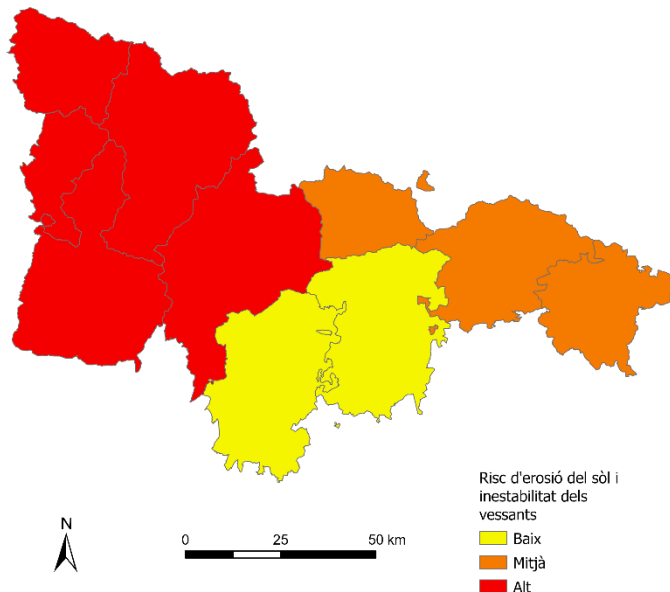 Risc d'erosió del sòl i
inestabilitat dels
vessants
Baix
Mitjà
Alt
N
0 25 50 km